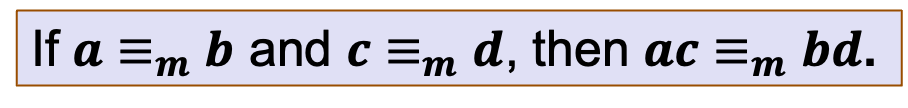 If a ≡ₘ b and c ≡ₘ d, then ac ≡ₘ bd.